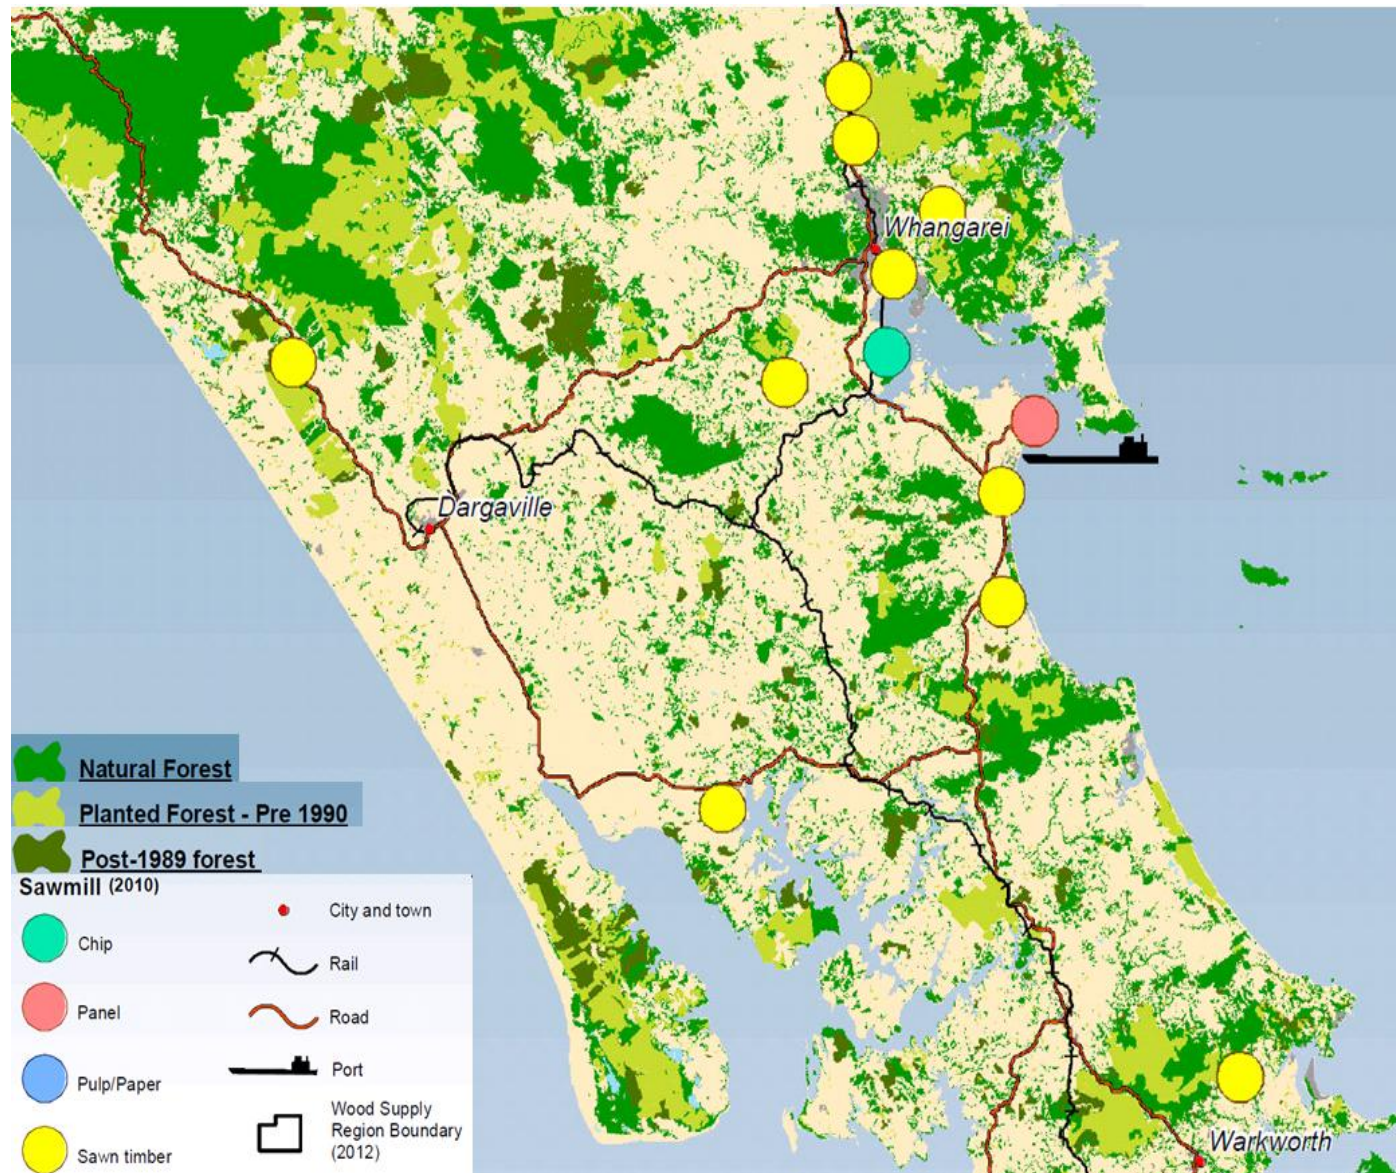 Whangarei
Dargaville
Warkworth
Natural Forest
Planted Forest - Pre 1990
Post-1989 forest
Sawmill (2010)
Chip
Panel
Pulp/Paper
Sawn timber
City and town
Rail
Road
Port
Wood Supply
Region Boundary
(2012)